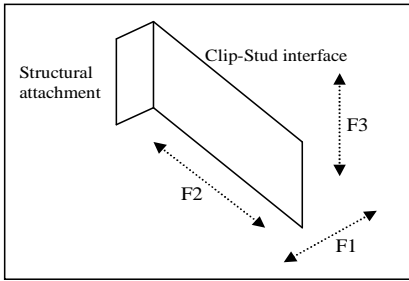 Clip-Stud interface
Structural
attachment
F3
F2
F1